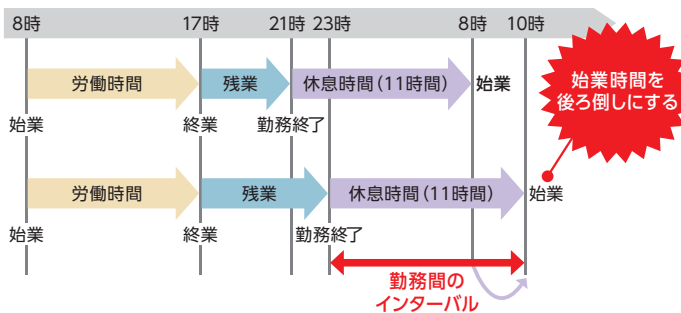 8時 17時 21時 23時 8時 10時
始業時間を
後ろ倒しにする
労働時間 残業 休息時間(11時間) 始業
始業 終業 勤務終了
労働時間 残業 休息時間(11時間) 始業
始業 終業 勤務終了
勤務間の
インターバル